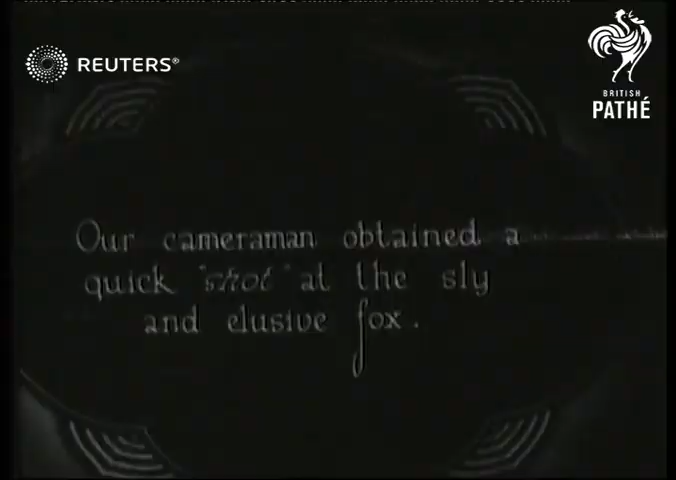 REUTERS®
BRITISH
PATHÉ
Our cameraman obtained a
quick "shot" at the sly
and elusive fox.